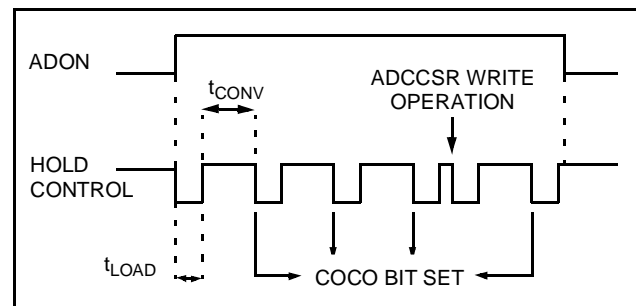 ADON
tCONV
ADCCSR WRITE
OPERATION
HOLD
CONTROL
tLOAD
COCO BIT SET